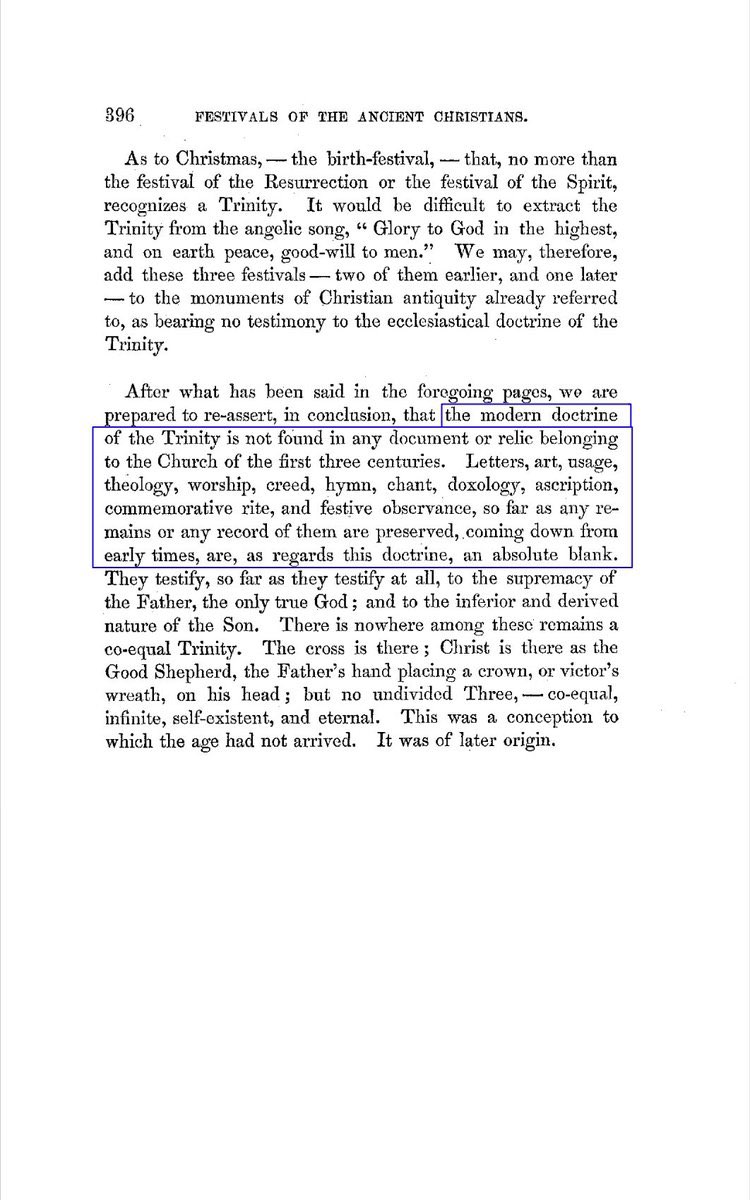 396 FESTIVALS OF THE ANCIENT CHRISTIANS.
As to Christmas, — the birth-festival, — that, no more than
the festival of the Resurrection or the festival of the Spirit,
recognizes a Trinity. It would be difficult to extract the
Trinity from the angelic song, “ Glory to God in the highest,
and on earth peace, good-will to men.” We may, therefore,
add these three festivals — two of them earlier, and one later
— to the monuments of Christian antiquity already referred
to, as bearing no testimony to the ecclesiastical doctrine of the
Trinity.
After what has been said in the foregoing pages, we are
prepared to re-assert, in conclusion, that the modern doctrine
of the Trinity is not found in any document or relic belonging
to the Church of the first three centuries. Letters, art, usage,
theology, worship, creed, hymn, chant, doxology, ascription,
commemorative rite, and festive observance, so far as any re-
mains or any record of them are preserved, coming down from
early times, are, as regards this doctrine, an absolute blank.
They testify, so far as they testify at all, to the supremacy of
the Father, the only true God; and to the inferior and derived
nature of the Son. There is nowhere among these remains a
co-equal Trinity. The cross is there; Christ is there as the
Good Shepherd, the Father’s hand placing a crown, or victor’s
wreath, on his head; but no undivided Three, — co-equal,
infinite, self-existent, and eternal. This was a conception to
which the age had not arrived. It was of later origin.